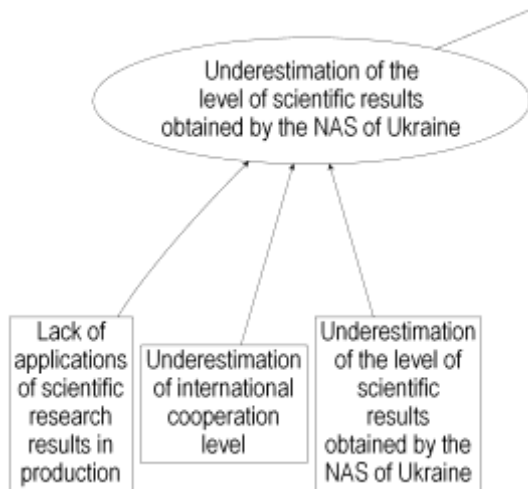 Underestimation of the
level of scientific results
obtained by the NAS of Ukraine
Lack of
applications
of scientific
research
results in
production
Underestimation
of international
cooperation
level
Underestimation
of the level of
scientific
results
obtained by the
NAS of Ukraine